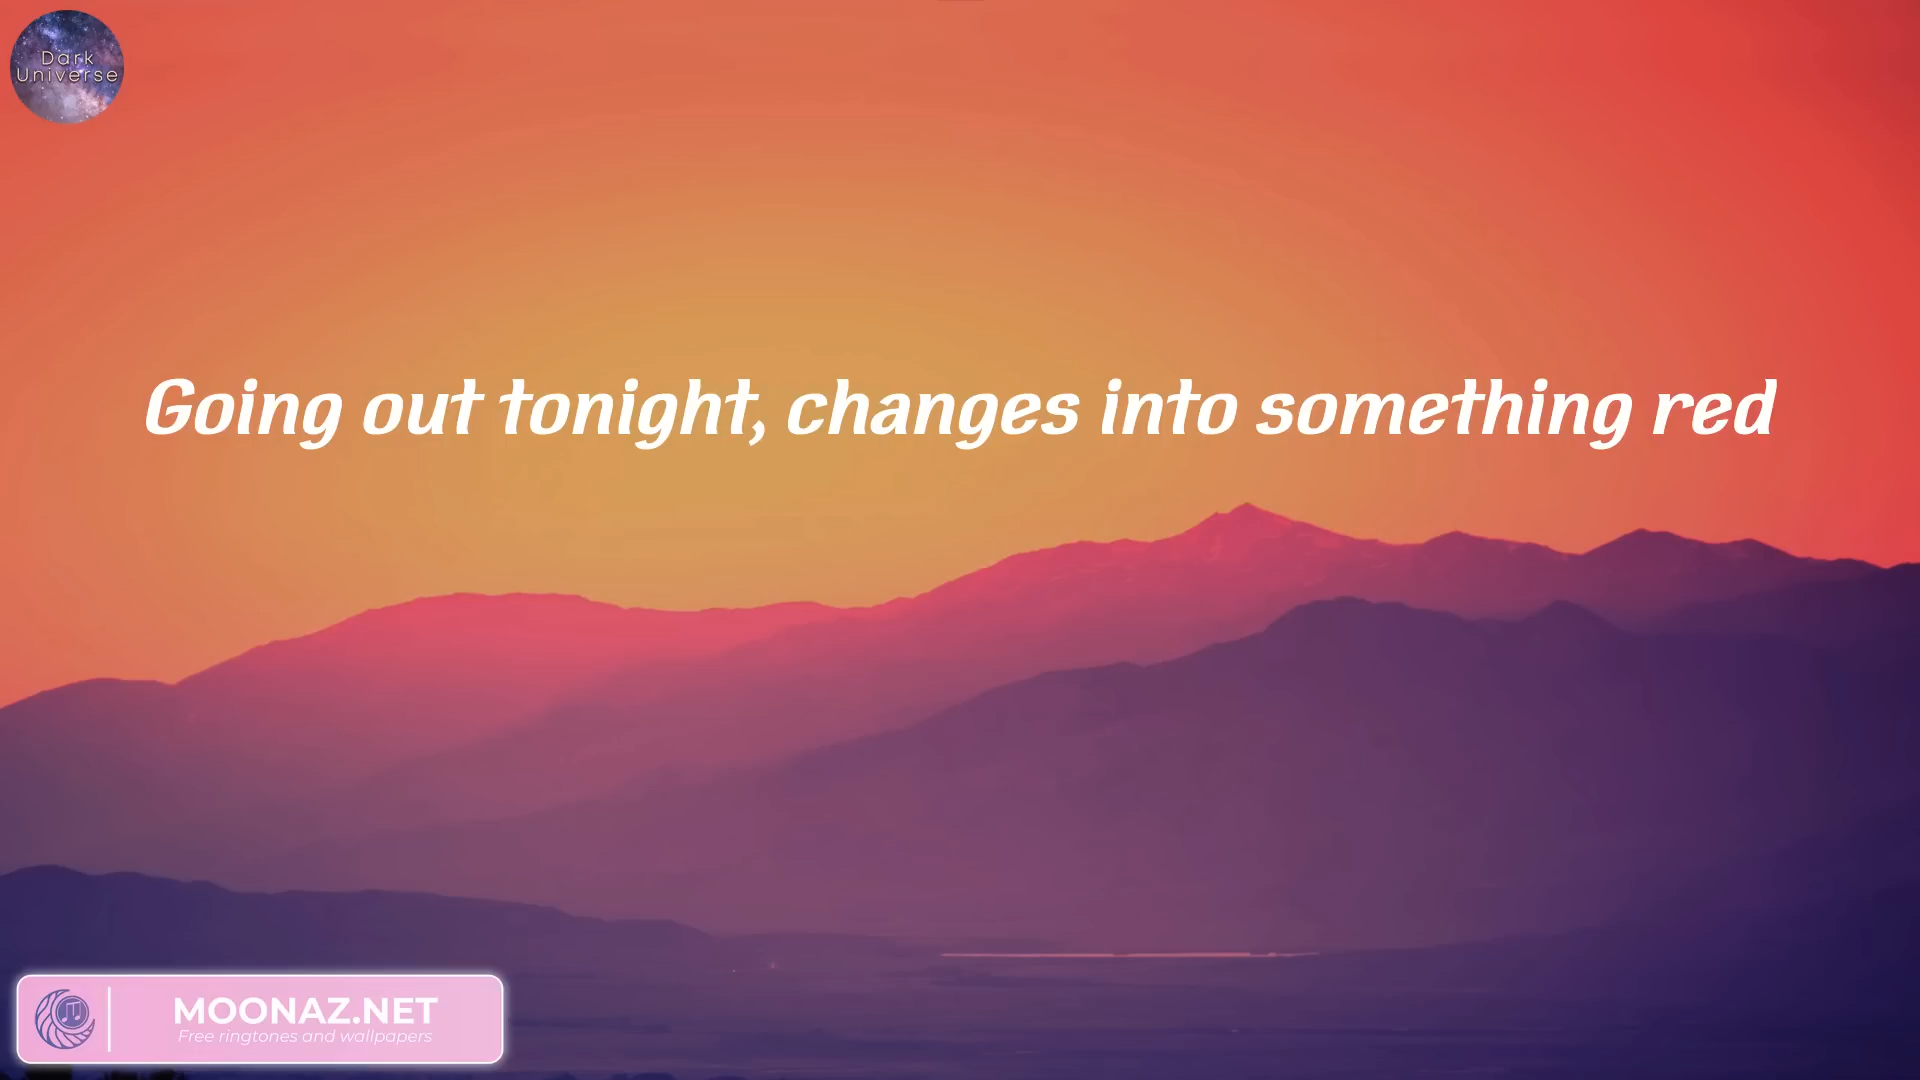 Dark
Universe
Going out tonight, changes into something red
MOONAZ.NET
Free ringtones and wallpapers